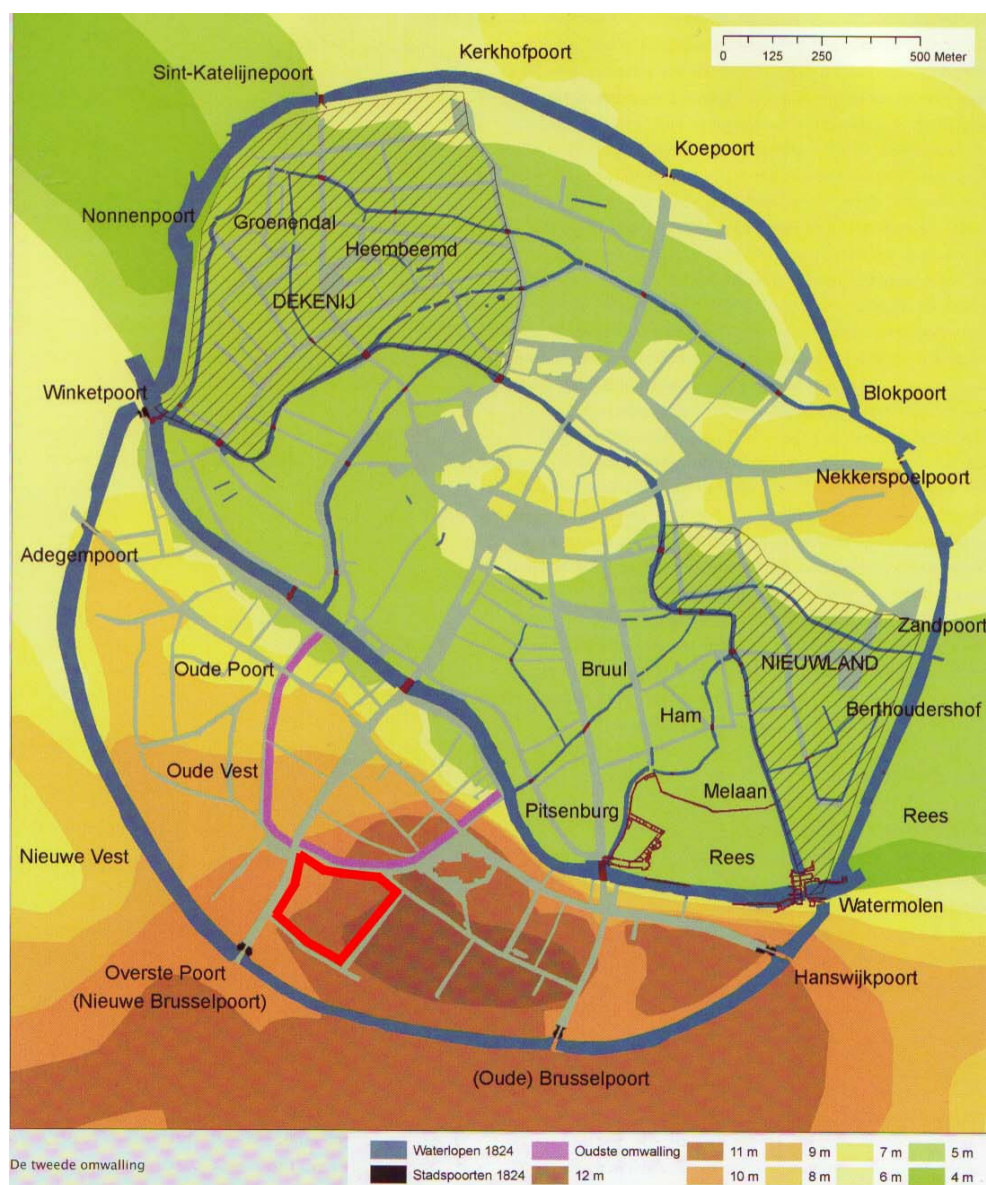 Kerkhofpoort
0 125 250 500 Meter
Sint-Katelijnepoort
Koepoort
Nonnenpoort
Groenendal
Heembeemd
DEKENIJ
Winketpoort
Blokpoort
Nekkerspoelpoort
Adegempoort
Zandpoort
Oude Poort
Bruul
NIEUWLAND
Ham
Berthoudershof
Oude Vest
Melaan
Pitsenburg
Rees
Nieuwe Vest
Rees
Watermolen
Overste Poort
(Nieuwe Brusselpoort)
Hanswijkpoort
(Oude) Brusselpoort
De tweede omwalling
Waterlopen 1824 Oudste omwalling 11 m 9 m 7 m 5 m
Stadspoorten 1824 12 m 10 m 8 m 6 m 4 m